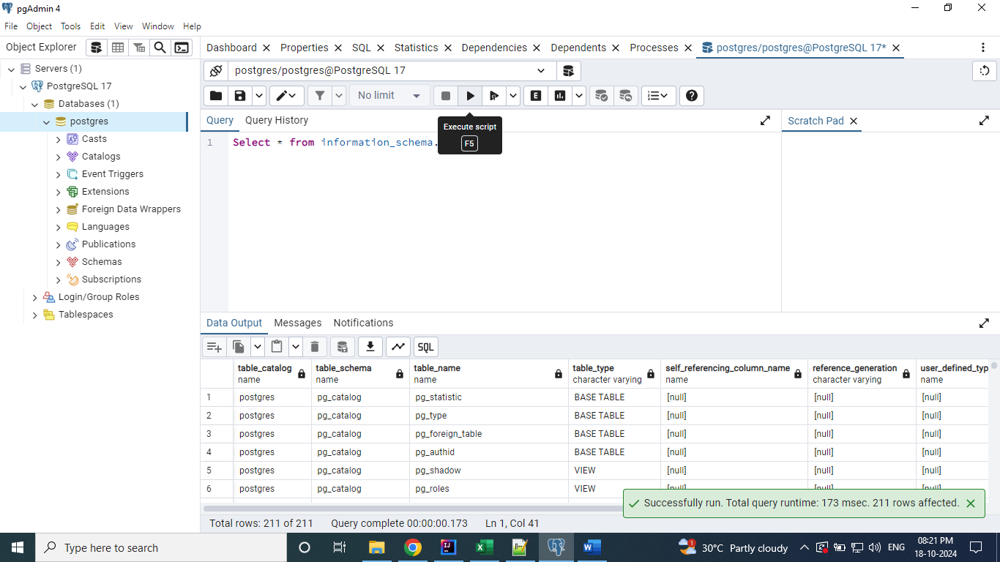 pgAdmin 4
File Object Tools Edit View Window Help
Object Explorer
Dashboard Properties SQL Statistics Dependencies Dependents Processes postgres/postgres@PostgreSQL 17*
Servers (1)
PostgreSQL 17
Databases (1)
postgres
Casts
Catalogs
Event Triggers
Extensions
Foreign Data Wrappers
Languages
Publications
Schemas
Subscriptions
Login/Group Roles
Tablespaces
postgres/postgres@PostgreSQL 17
No limit
E
Execute script
F5
Query Query History
Scratch Pad
1 Select * from information_schema.
Data Output Messages Notifications
SQL
table_catalog table_schema table_name table_type self_referencing_column_name reference_generation user_defined_typ
name name name character varying name character varying name
1 postgres pg_catalog pg_statistic BASE TABLE [null] [null] [null]
2 postgres pg_catalog pg_type BASE TABLE [null] [null] [null]
3 postgres pg_catalog pg_foreign_table BASE TABLE [null] [null] [null]
4 postgres pg_catalog pg_authid BASE TABLE [null] [null] [null]
5 postgres pg_catalog pg_shadow VIEW [null] [null] [null]
6 postgres pg_catalog pg_roles VIEW [null] [null] [null]
Successfully run. Total query runtime: 173 msec. 211 rows affected.
Total rows: 211 of 211 Query complete 00:00:00.173 Ln 1, Col 41
Type here to search
1
30°C Partly cloudy
ENG
08:21 PM
18-10-2024